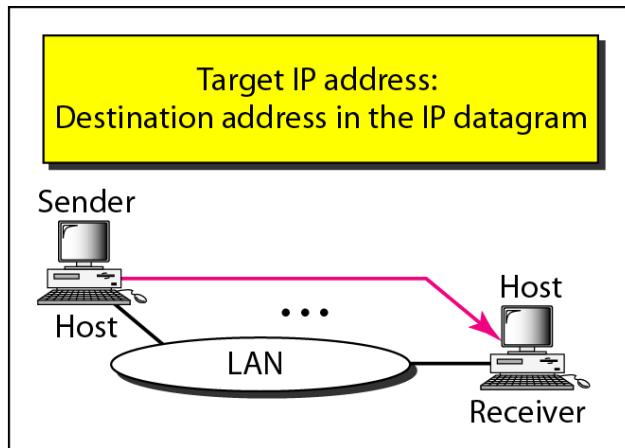 Target IP address:
Destination address in the IP datagram
Sender
Host
Host
...
LAN
Receiver